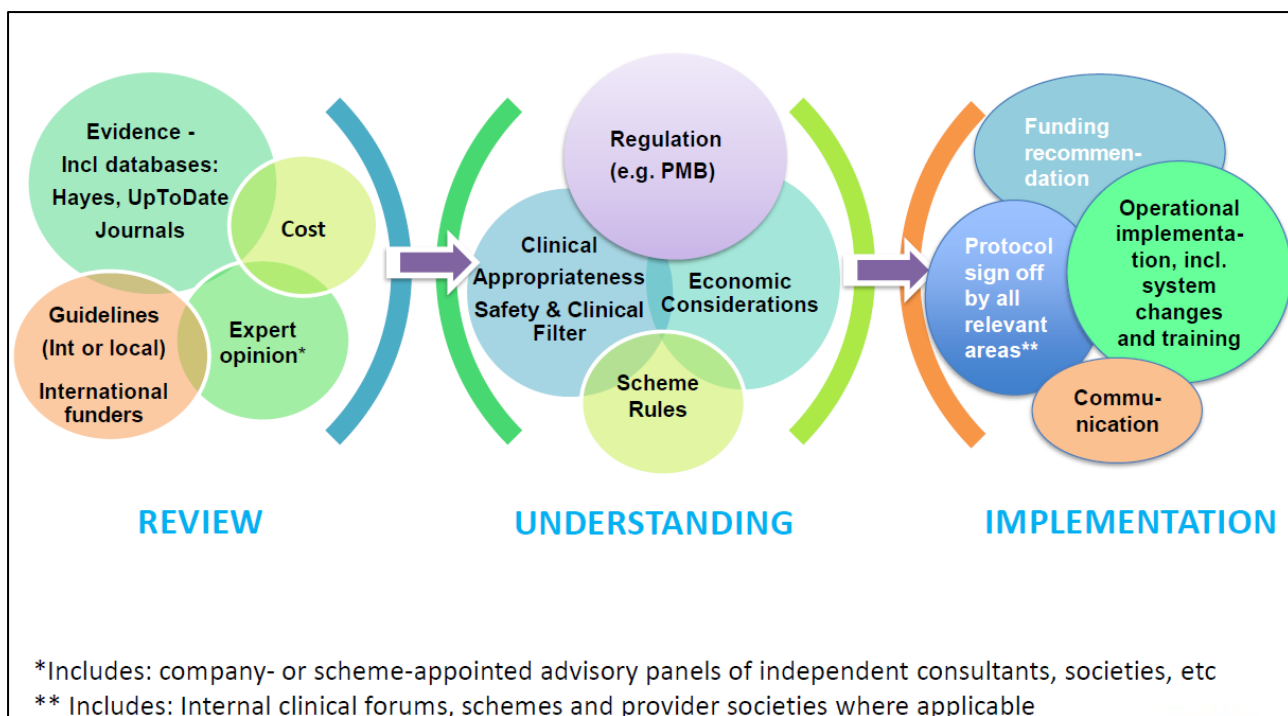 Evidence -
Incl databases:
Hayes, UpToDate
Journals
Cost
Guidelines
(Int or local)
International
funders
Expert
opinion*
REVIEW
Regulation
(e.g. PMB)
Clinical
Appropriateness
Safety & Clinical
Filter
Economic
Considerations
Scheme
Rules
UNDERSTANDING
Funding
recommen-
dation
Protocol
sign off
by all
relevant
areas**
Operational
implementa-
tion, incl.
system
changes
and training
Commu-
nication
IMPLEMENTATION
*Includes: company- or scheme-appointed advisory panels of independent consultants, societies, etc
** Includes: Internal clinical forums, schemes and provider societies where applicable